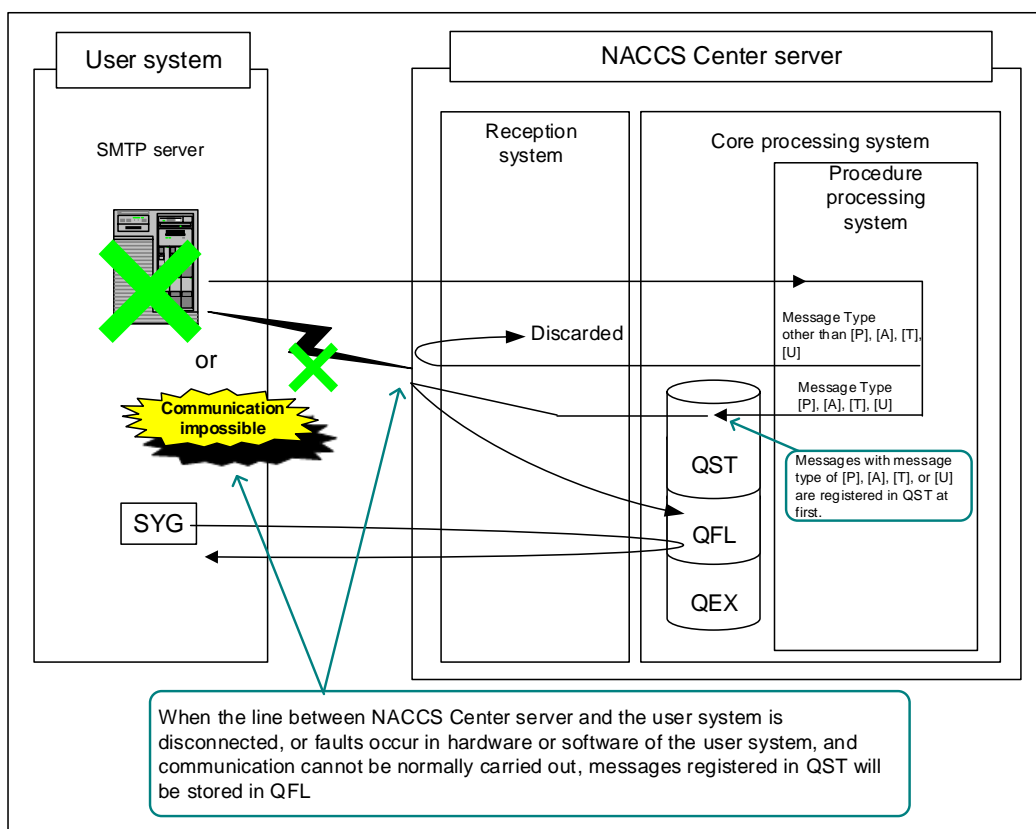 User system
NACCS Center server
SMTP server
Reception
system
Core processing system
Procedure
processing
system
Message Type
other than [P], [A], [T],
[U]
Discarded
or
Message Type
[P], [A], [T], [U]
Communication
impossible
QST
Messages with message
type of [P], [A], [T], or [U]
are registered in QST at
first.
SYG
QFL
QEX
When the line between NACCS Center server and the user system is
disconnected, or faults occur in hardware or software of the user system, and
communication cannot be normally carried out, messages registered in QST will
be stored in QFL